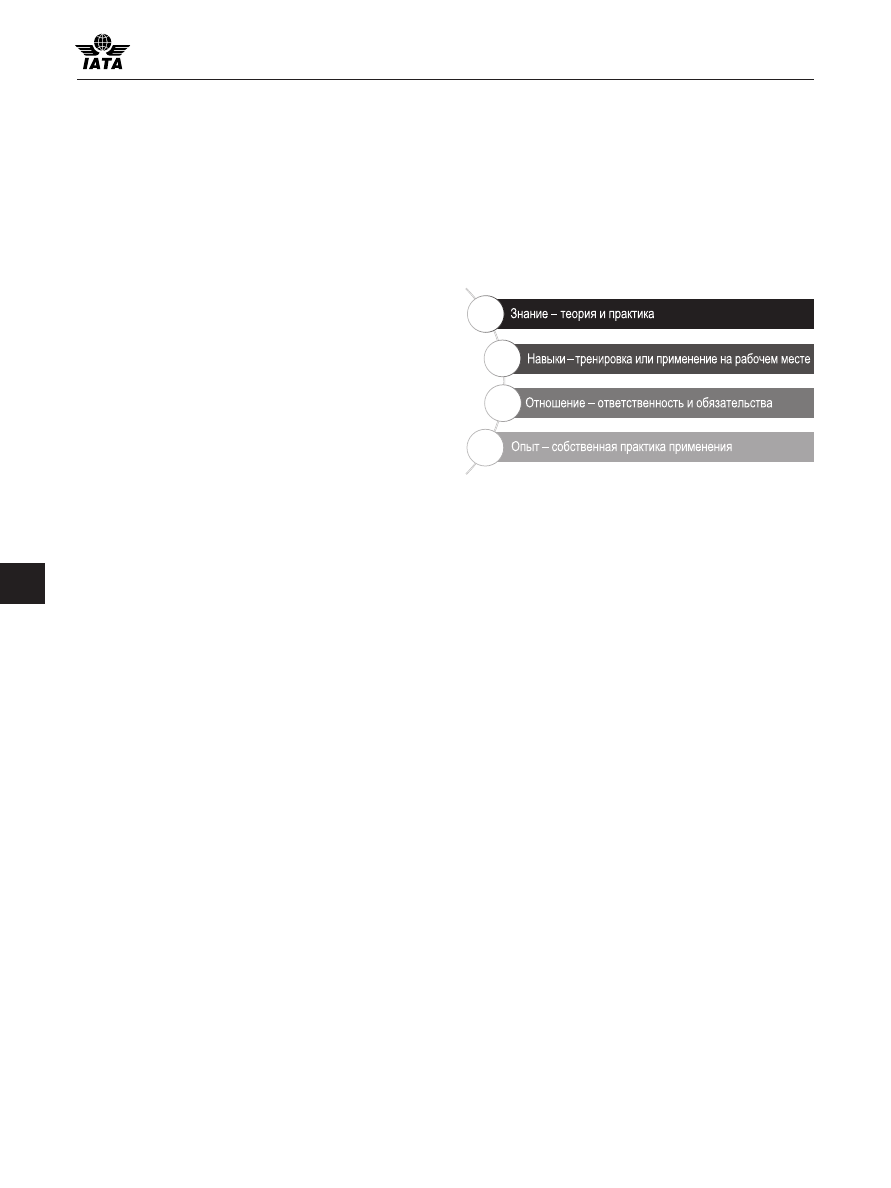 IATA
Знание – теория и практика
Навыки – тренировка или применение на рабочем месте
Отношение – ответственность и обязательства
Опыт – собственная практика применения